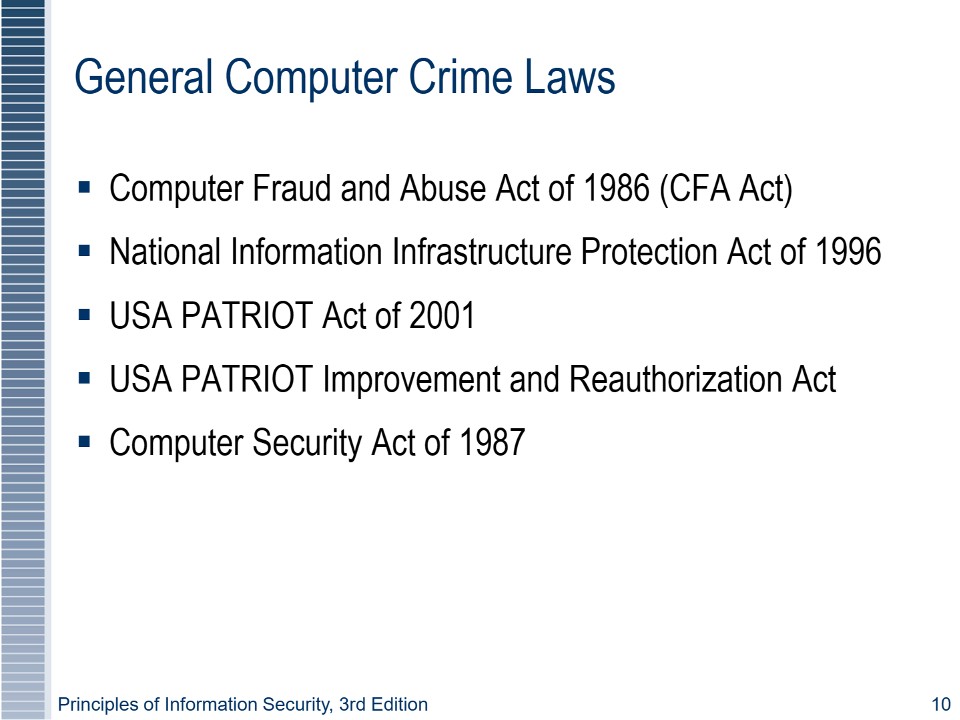 General Computer Crime Laws
Computer Fraud and Abuse Act of 1986 (CFA Act)
National Information Infrastructure Protection Act of 1996
USA PATRIOT Act of 2001
USA PATRIOT Improvement and Reauthorization Act
Computer Security Act of 1987
Principles of Information Security, 3rd Edition
10